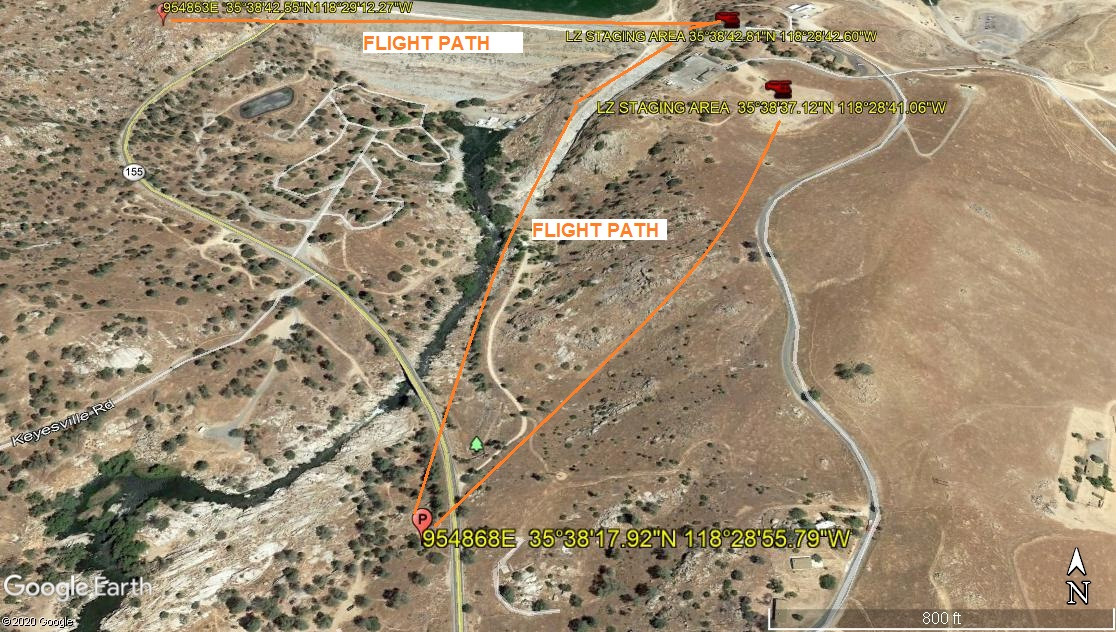 954853E 35°38'42.55"N118°29'12.27"W
FLIGHT PATH
LZ STAGING AREA 35°38'42.81"N 118°28'42.60"W
LZ STAGING AREA 35°38'37.12"N 118°28'41.06"W
155
FLIGHT PATH
Keyesville Rd
P
954868E 35°38'17.92"N 118°28'55.79"W
Google Earth
N
800 ft
©2020 Google